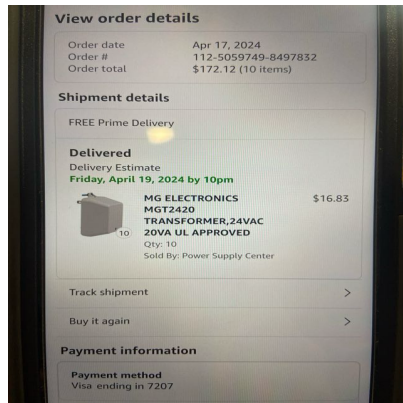 View order details
Order date Apr 17, 2024
Order # 112-5059749-8497832
Order total $172.12 (10 items)
Shipment details
FREE Prime Delivery
Delivered
Delivery Estimate
Friday, April 19, 2024 by 10pm
MG ELECTRONICS $16.83
MGT2420
TRANSFORMER,24VAC
10 20VA UL APPROVED
Qty: 10
Sold By: Power Supply Center
Track shipment >
Buy it again >
Payment information
Payment method
Visa ending in 7207